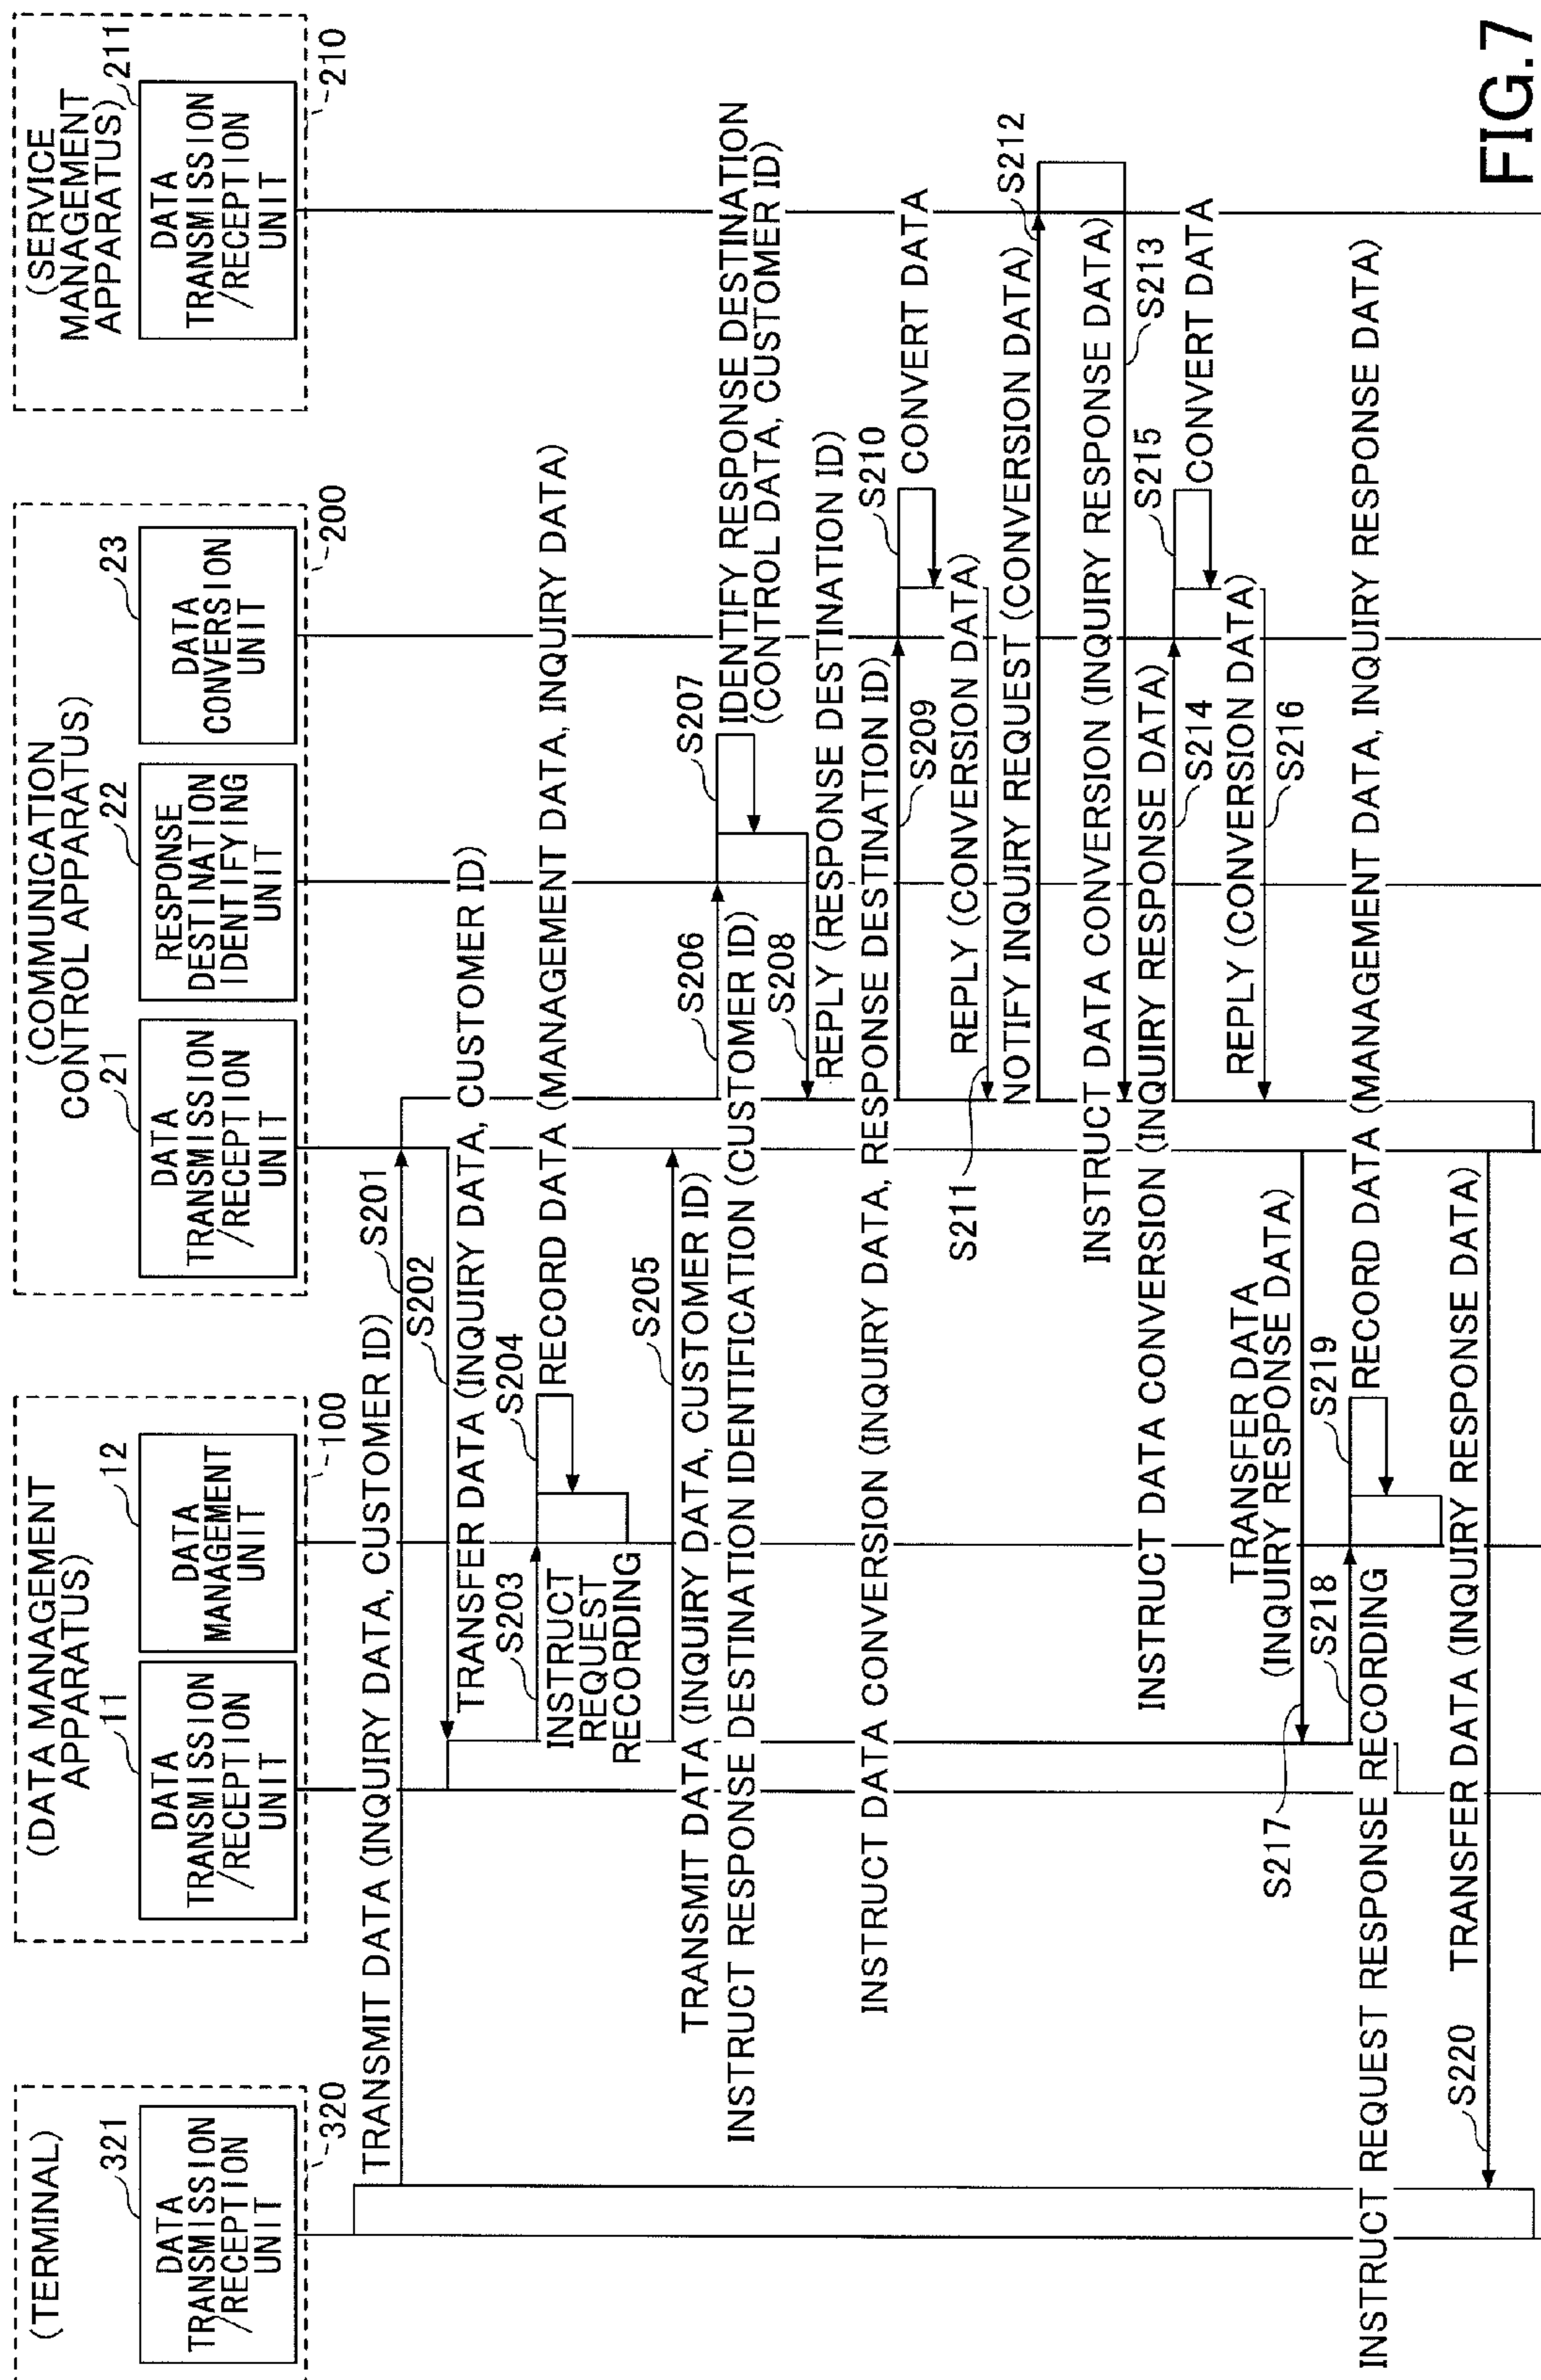 (TERMINAL)
321
DATA
TRANSMISSION
/RECEPTION
UNIT
320
(DATA MANAGEMENT
APPARATUS)
11
DATA
TRANSMISSION
/RECEPTION
UNIT
12
DATA
MANAGEMENT
UNIT
100
(COMMUNICATION
CONTROL APPARATUS)
21
DATA
TRANSMISSION
/RECEPTION
UNIT
22
RESPONSE
DESTINATION
IDENTIFYING
UNIT
23
DATA
CONVERSION
UNIT
200
(SERVICE
MANAGEMENT
APPARATUS)
211
DATA
TRANSMISSION
/RECEPTION
UNIT
210
TRANSMIT DATA (INQUIRY DATA, CUSTOMER ID)
S201
S202
TRANSFER DATA (INQUIRY DATA, CUSTOMER ID)
S203
INSTRUCT
REQUEST
RECORDING
S204
RECORD DATA (MANAGEMENT DATA, INQUIRY DATA)
S205
TRANSMIT DATA (INQUIRY DATA, CUSTOMER ID)
S206
INSTRUCT RESPONSE DESTINATION IDENTIFICATION (CUSTOMER ID)
S207
IDENTIFY RESPONSE DESTINATION
(CONTROL DATA, CUSTOMER ID)
S208
REPLY (RESPONSE DESTINATION ID)
INSTRUCT DATA CONVERSION (INQUIRY DATA, RESPONSE DESTINATION ID)
S209
S210
CONVERT DATA
REPLY (CONVERSION DATA)
S211
NOTIFY INQUIRY REQUEST (CONVERSION DATA)
S212
INSTRUCT DATA CONVERSION (INQUIRY RESPONSE DATA)
S213
INSTRUCT DATA CONVERSION (INQUIRY RESPONSE DATA)
S214
S215
CONVERT DATA
REPLY (CONVERSION DATA)
S216
TRANSFER DATA
(INQUIRY RESPONSE DATA)
S217
S218
INSTRUCT REQUEST RESPONSE RECORDING
S219
RECORD DATA (MANAGEMENT DATA, INQUIRY RESPONSE DATA)
S220
TRANSFER DATA (INQUIRY RESPONSE DATA)
FIG.7